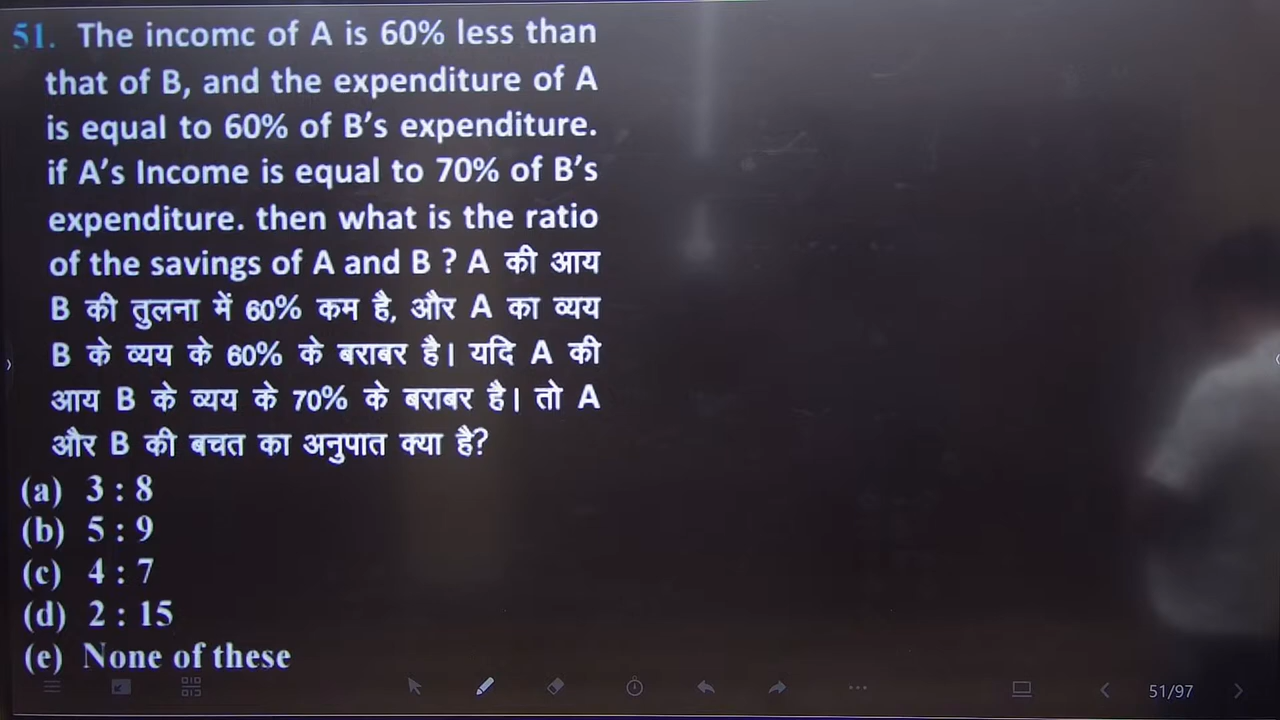 51. The incomc of A is 60% less than
that of B, and the expenditure of A
is equal to 60% of B's expenditure.
if A's Income is equal to 70% of B's
expenditure. then what is the ratio
of the savings of A and B ? A की आय
B की तुलना में 60% कम है, और A का व्यय
B के व्यय के 60% के बराबर है। यदि A की
आय B के व्यय के 70% के बराबर है। तो A
और B की बचत का अनुपात क्या है?
(a) 3 : 8
(b) 5 : 9
(c) 4 : 7
(d) 2 : 15
(e) None of these
51/97